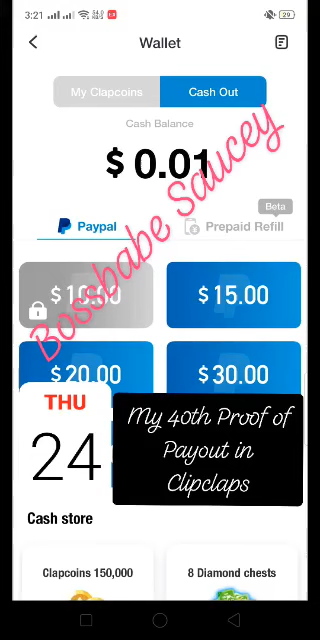 3:21
29
Wallet
My Clapcoins
Cash Out
Cash Balance
$ 0.01
Bossbabe Saucey
Beta
Paypal
Prepaid Refill
$ 10.00
$ 15.00
$ 20.00
$ 30.00
THU
24
My 40th Proof of
Payout in
Clipclaps
Cash store
Clapcoins 150,000
8 Diamond chests